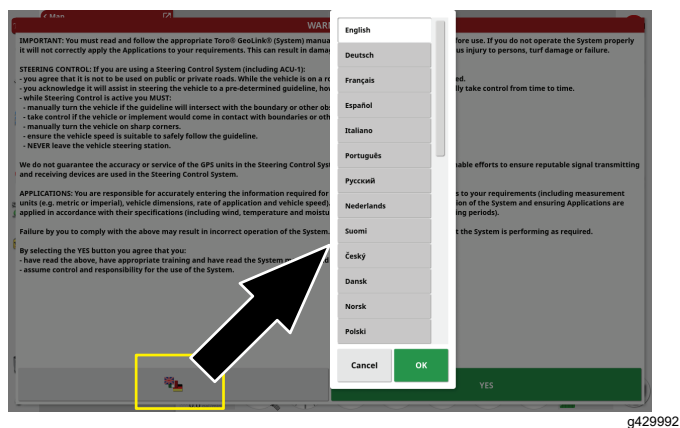 Map
WAR
IMPORTANT: You must read and follow the appropriate Toro® GeoLink® (System) manua
fore use. If you do not operate the System properly
it will not correctly apply the Applications to your requirements. This can result in damag
us injury to persons, turf damage or failure.
STEERING CONTROL: If you are using a Steering Control System (including ACU-1):
- you agree that it is not to be used on public or private roads. While the vehicle is on a ro
ed.
- you acknowledge it will assist in steering the vehicle to a pre-determined guideline, how
ly take control from time to time.
- while Steering Control is active you MUST:
- manually turn the vehicle if the guideline will intersect with the boundary or other obs
- take control if the vehicle or implement would come in contact with boundaries or oth
- manually turn the vehicle on sharp corners.
- ensure the vehicle speed is suitable to safely follow the guideline.
- NEVER leave the vehicle steering station.
We do not guarantee the accuracy or service of the GPS units in the Steering Control Syst
able efforts to ensure reputable signal transmitting
and receiving devices are used in the Steering Control System.
APPLICATIONS: You are responsible for accurately entering the information required for
s to your requirements (including measurement
units (e.g. metric or imperial), vehicle dimensions, rate of application and vehicle speed).
ion of the System and ensuring Applications are
applied in accordance with their specifications (including wind, temperature and moistu
ing periods).
Failure by you to comply with the above may result in incorrect operation of the System.
t the System is performing as required.
By selecting the YES button you agree that you:
- have read the above, have appropriate training and have read the System m
- assume control and responsibility for the use of the System.
English
Deutsch
Français
Español
Italiano
Português
Русский
Nederlands
Suomi
Český
Dansk
Norsk
Polski
Cancel
OK
YES
g429992